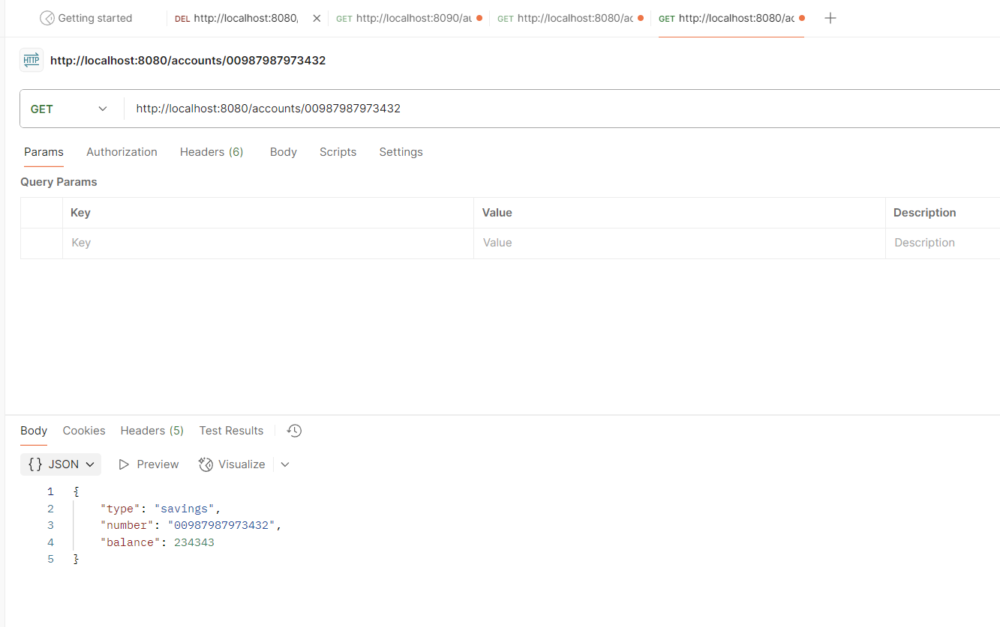 Getting started DEL http://localhost:8080, GET http://localhost:8090/au GET http://localhost:8080/ac GET http://localhost:8080/ac
HTTP http://localhost:8080/accounts/00987987973432
GET http://localhost:8080/accounts/00987987973432
Params Authorization Headers (6) Body Scripts Settings
Query Params
Key Value Description
Key Value Description
Body Cookies Headers (5) Test Results
{} JSON Preview Visualize
1 {
2 "type": "savings",
3 "number": "00987987973432",
4 "balance": 234343
5 }